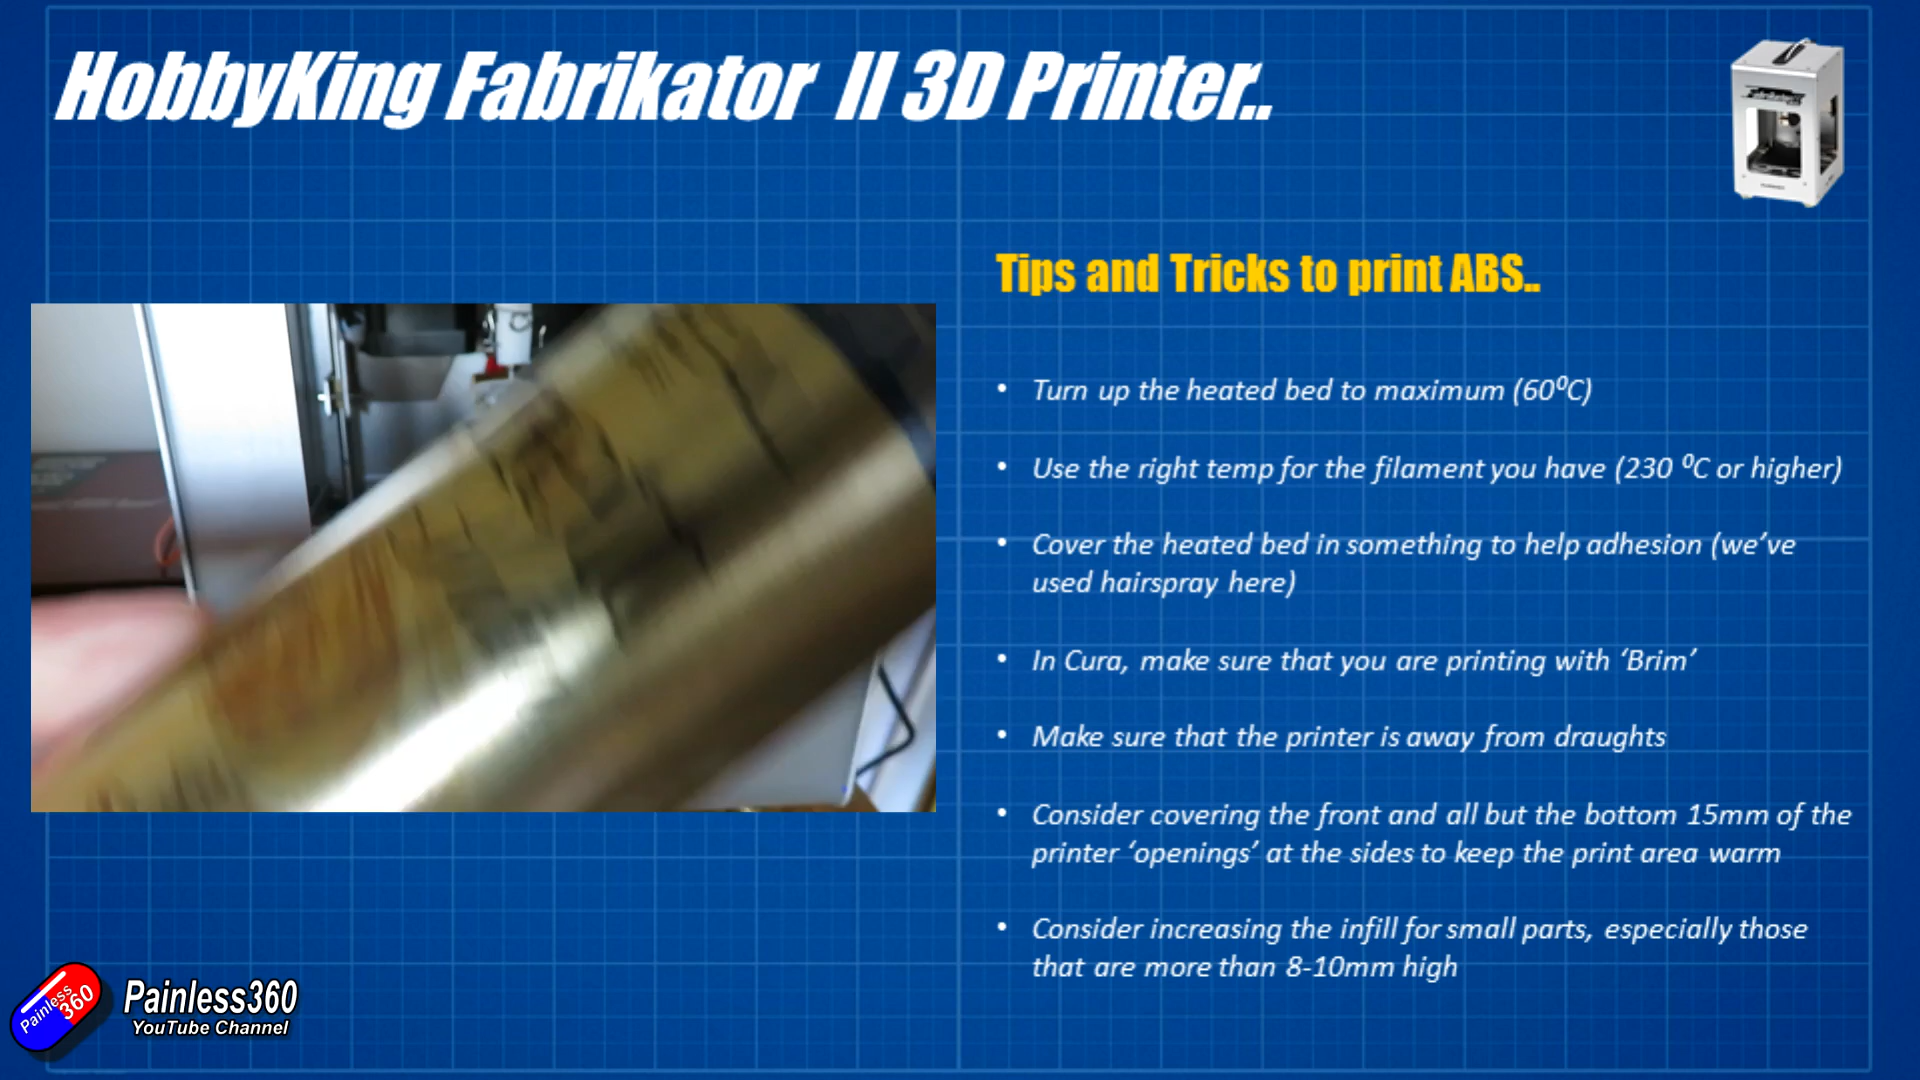 HobbyKing Fabrikator II 3D Printer..
Tips and Tricks to print ABS..
• Turn up the heated bed to maximum (60⁰C)
• Use the right temp for the filament you have (230 ⁰C or higher)
• Cover the heated bed in something to help adhesion (we’ve
used hairspray here)
• In Cura, make sure that you are printing with ‘Brim’
• Make sure that the printer is away from draughts
• Consider covering the front and all but the bottom 15mm of the
printer ‘openings’ at the sides to keep the print area warm
• Consider increasing the infill for small parts, especially those
that are more than 8-10mm high
Painless
360
Painless360
YouTube Channel